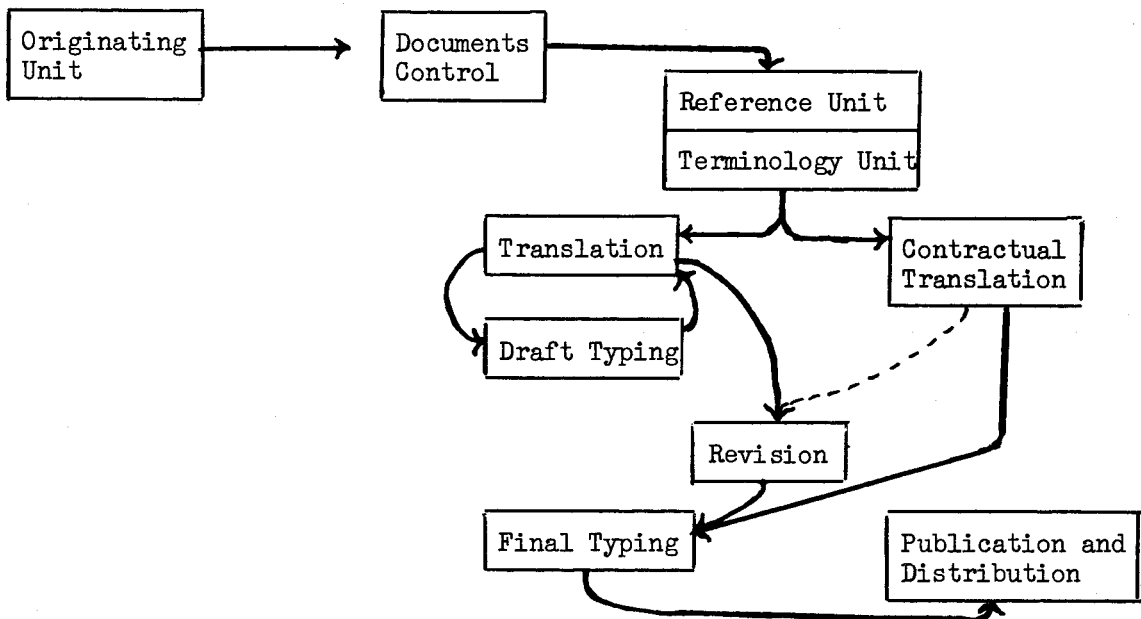 Originating
Unit
Documents
Control
Reference Unit
Terminology Unit
Translation
Contractual
Translation
Draft Typing
Revision
Final Typing
Publication and
Distribution